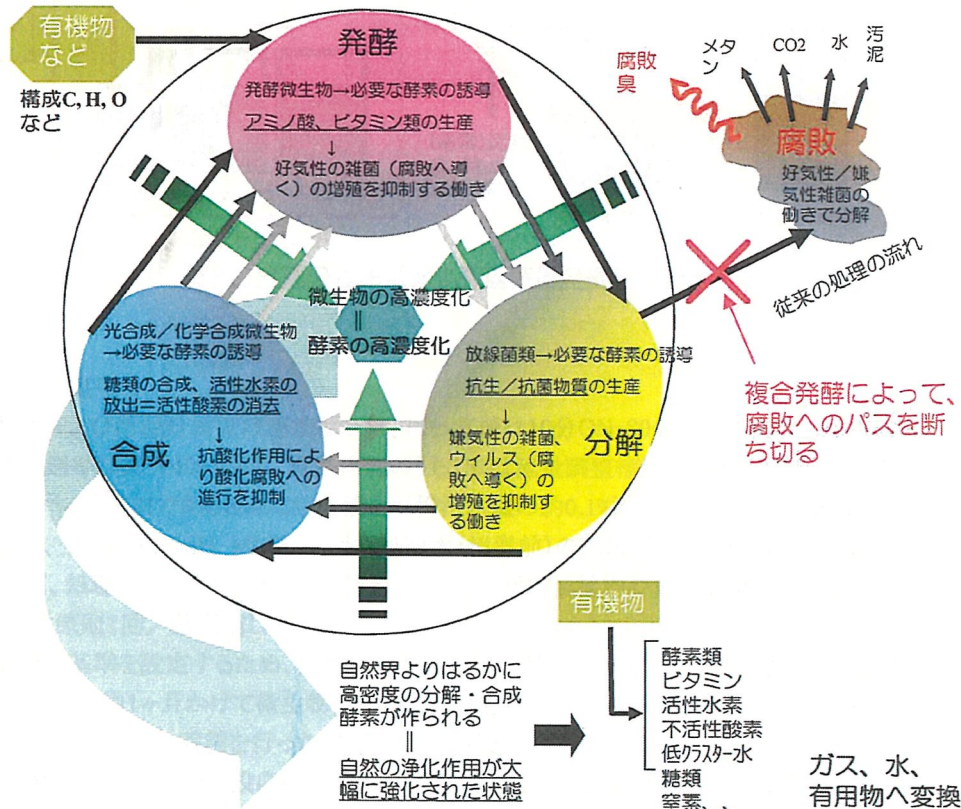 有機物
など
構成C, H, O
など
発酵
発酵微生物→必要な酵素の誘導
アミノ酸、ビタミン類の生産
↓
好気性の雑菌（腐敗へ導
く）の増殖を抑制する働き
腐敗
臭
メタ
ン
CO2
水
汚
泥
腐敗
好気性／嫌
気性雑菌の
働きで分解
従来の処理の流れ
微生物の高濃度化
‖
酵素の高濃度化
光合成／化学合成微生物
→必要な酵素の誘導
糖類の合成、活性水素の
放出＝活性酸素の消去
↓
合成
抗酸化作用によ
り酸化腐敗への
進行を抑制
放線菌類→必要な酵素の誘導
抗生／抗菌物質の生産
↓
分解
嫌気性の雑菌、
ウィルス（腐
敗へ導く）の
増殖を抑制す
る働き
複合発酵によって、
腐敗へのパスを断
ち切る
自然界よりはるかに
高密度の分解・合成
酵素が作られる
‖
自然の浄化作用が大
幅に強化された状態
有機物
酵素類
ビタミン
活性水素
不活性酸素
低クラスター水
糖類
窒素、、
ガス、水、
有用物へ変換